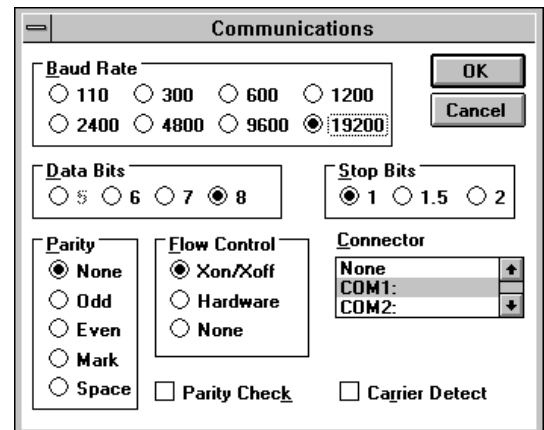 Communications
Baud Rate
110 300 600 1200
2400 4800 9600 19200
OK
Cancel
Data Bits
5 6 7 8
Stop Bits
1 1.5 2
Parity
None
Odd
Even
Mark
Space
Flow Control
Xon/Xoff
Hardware
None
Connector
None
COM1:
COM2:
Parity Check
Carrier Detect